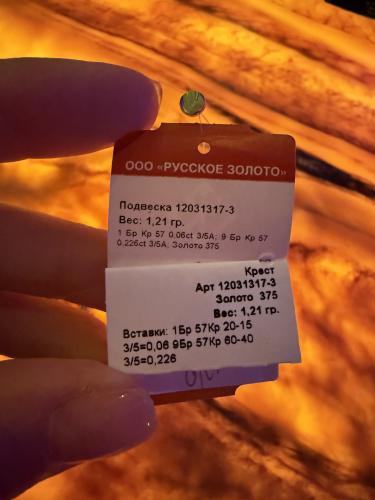 ООО «РУССКОЕ ЗОЛОТО»
Подвеска 12031317-3
Вес: 1,21 гр.
1 Бр Кр 57 0,06ct 3/5А; 9 Бр Кр 57
0,226ct 3/5А; Золото 375
Крест
Арт 12031317-3
Золото 375
Вес: 1,21 гр.
Вставки: 1Бр 57Кр 20-15
3/5=0,06 9Бр 57Кр 60-40
3/5=0,226